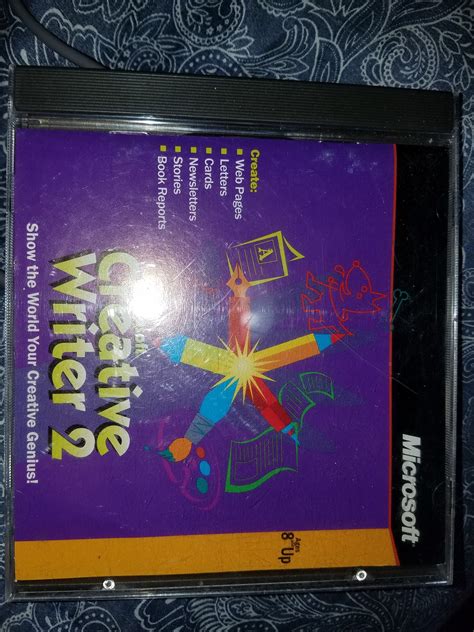 Microsoft
Create:
■ Web Pages
■ Letters
■ Cards
■ Newsletters
■ Stories
■ Book Reports
A
Ages
8 Up
Creative
Writer 2
Show the World Your Creative Genius!